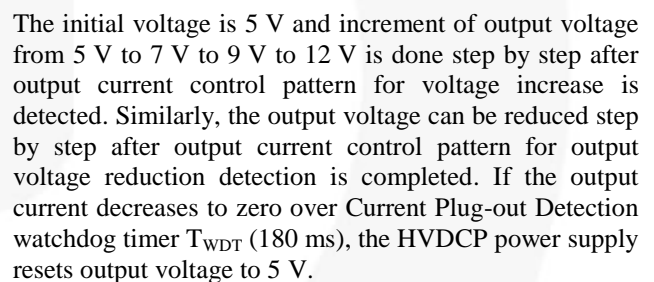 The initial voltage is 5 V and increment of output voltage
from 5 V to 7 V to 9 V to 12 V is done step by step after
output current control pattern for voltage increase is
detected. Similarly, the output voltage can be reduced step
by step after output current control pattern for output
voltage reduction detection is completed. If the output
current decreases to zero over Current Plug-out Detection
watchdog timer TWDT (180 ms), the HVDCP power supply
resets output voltage to 5 V.